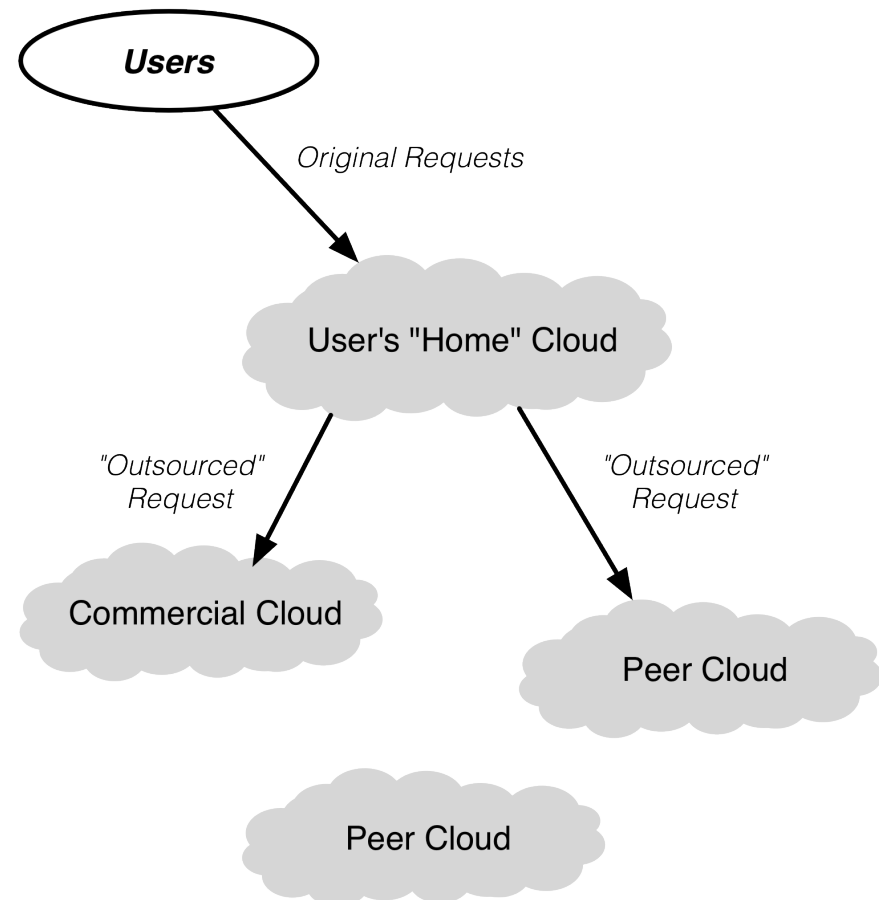 Users
Original Requests
User's "Home" Cloud
"Outsourced"
Request
"Outsourced"
Request
Commercial Cloud
Peer Cloud
Peer Cloud